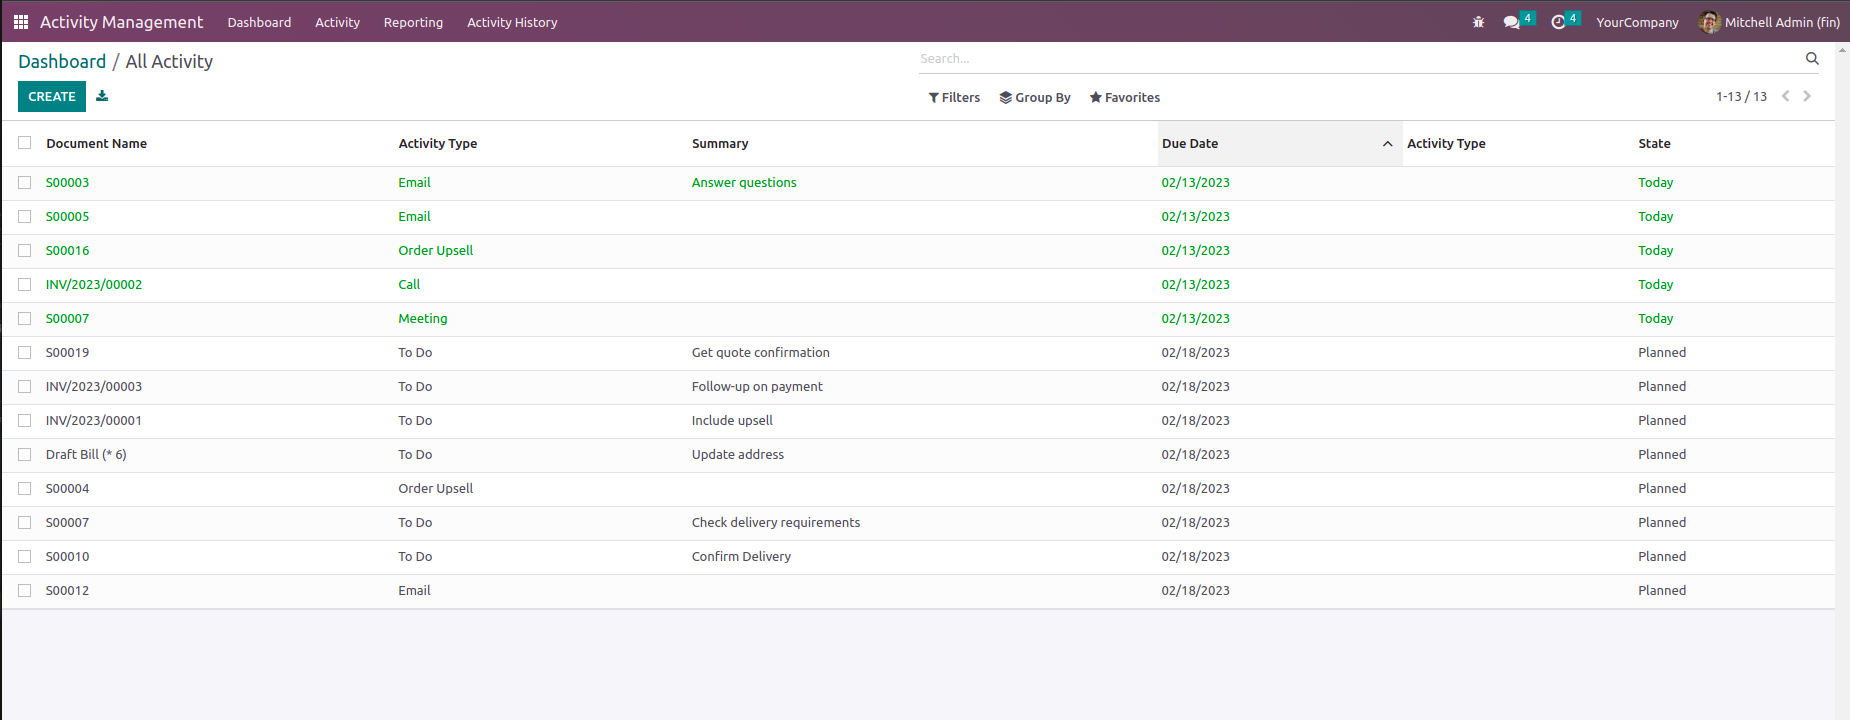 Activity Management Dashboard Activity Reporting Activity History 4 4 YourCompany Mitchell Admin (fin)
Dashboard / All Activity Search...
CREATE Filters Group By Favorites 1-13 / 13
Document Name Activity Type Summary Due Date Activity Type State
S00003 Email Answer questions 02/13/2023 Today
S00005 Email 02/13/2023 Today
S00016 Order Upsell 02/13/2023 Today
INV/2023/00002 Call 02/13/2023 Today
S00007 Meeting 02/13/2023 Today
S00019 To Do Get quote confirmation 02/18/2023 Planned
INV/2023/00003 To Do Follow-up on payment 02/18/2023 Planned
INV/2023/00001 To Do Include upsell 02/18/2023 Planned
Draft Bill (* 6) To Do Update address 02/18/2023 Planned
S00004 Order Upsell 02/18/2023 Planned
S00007 To Do Check delivery requirements 02/18/2023 Planned
S00010 To Do Confirm Delivery 02/18/2023 Planned
S00012 Email 02/18/2023 Planned